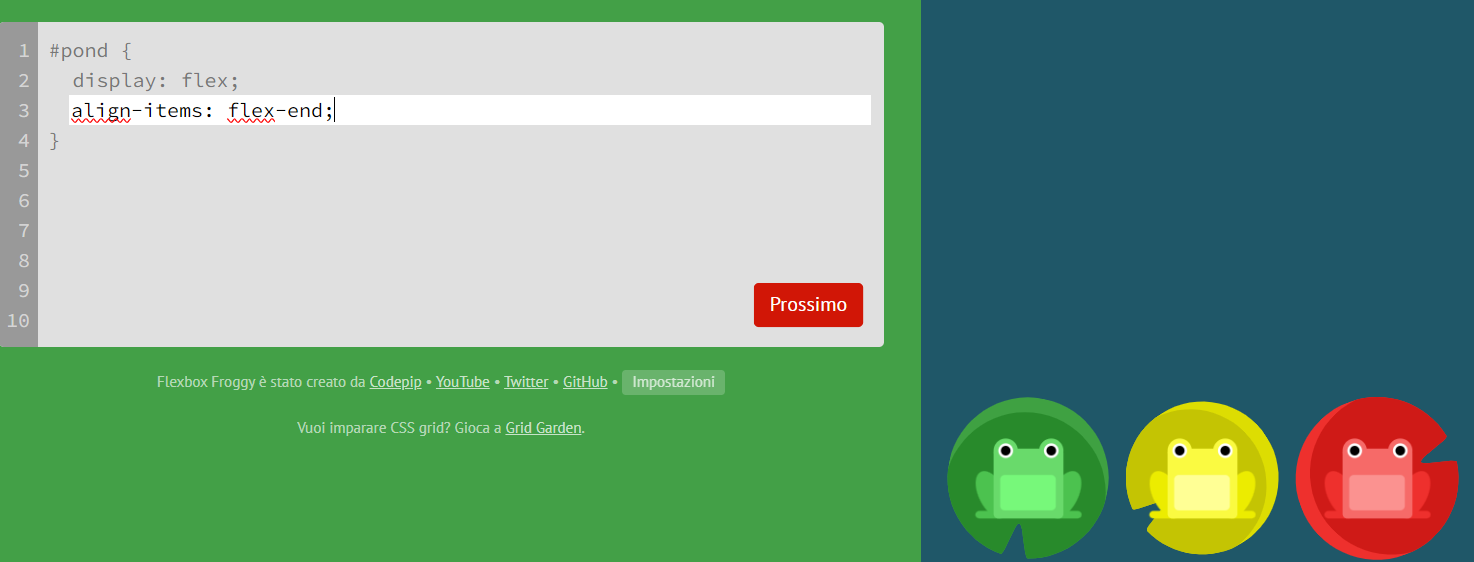 1 #pond {
2 display: flex;
3 align-items: flex-end;
4 }
5
6
7
8
9
10
Prossimo
Flexbox Froggy è stato creato da Codepip • YouTube • Twitter • GitHub • Impostazioni
Vuoi imparare CSS grid? Gioca a Grid Garden.